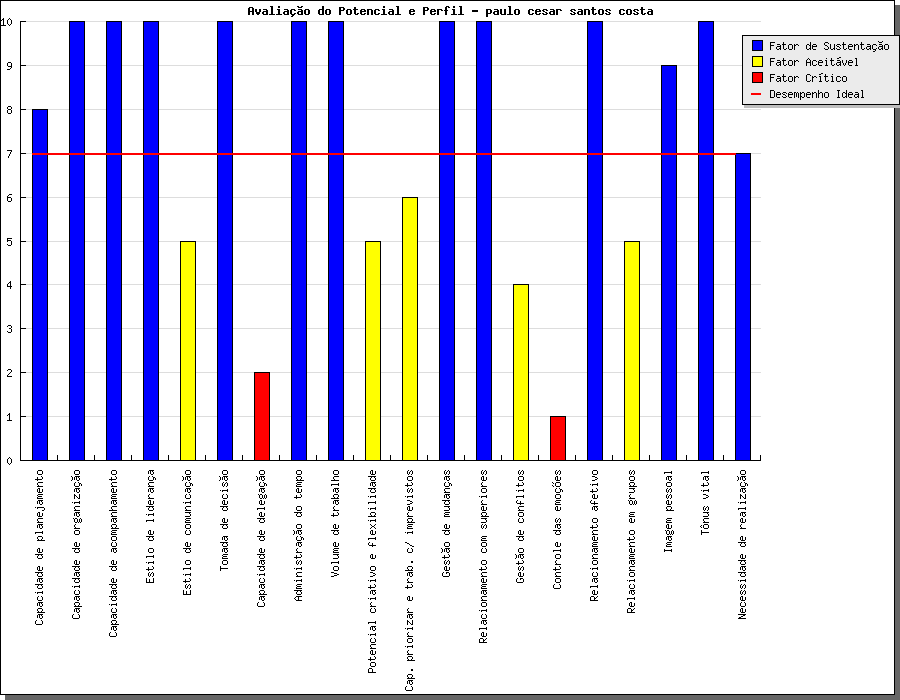 Avaliação do Potencial e Perfil - paulo cesar santos costa
Fator de Sustentação
Fator Aceitável
Fator Crítico
Desempenho Ideal
10
9
8
7
6
5
4
3
2
1
0
Capacidade de planejamento
Capacidade de organização
Capacidade de acompanhamento
Estilo de liderança
Estilo de comunicação
Tomada de decisão
Capacidade de delegação
Administração do tempo
Volume de trabalho
Potencial criativo e flexibilidade
Cap. priorizar e trab. c/ imprevistos
Gestão de mudanças
Relacionamento com superiores
Gestão de conflitos
Controle das emoções
Relacionamento afetivo
Relacionamento em grupos
Imagem pessoal
Tônus vital
Necessidade de realização